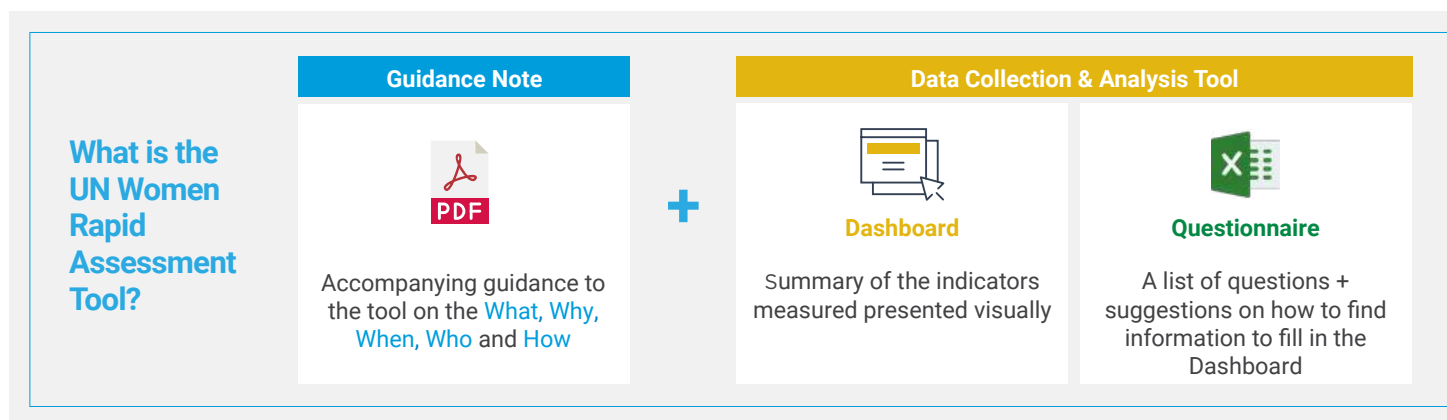 What is the
UN Women
Rapid
Assessment
Tool?
Guidance Note
PDF
Accompanying guidance to
the tool on the What, Why,
When, Who and How
+
Data Collection & Analysis Tool
Dashboard
Summary of the indicators
measured presented visually
X
Questionnaire
A list of questions +
suggestions on how to find
information to fill in the
Dashboard